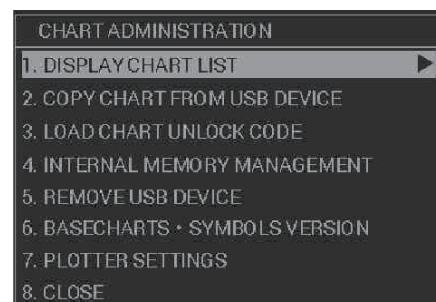 CHART ADMINISTRATION
1. DISPLAY CHART LIST
2. COPY CHART FROM USB DEVICE
3. LOAD CHART UNLOCK CODE
4. INTERNAL MEMORY MANAGEMENT
5. REMOVE USB DEVICE
6. BASECHARTS・SYMBOLS VERSION
7. PLOTTER SETTINGS
8. CLOSE